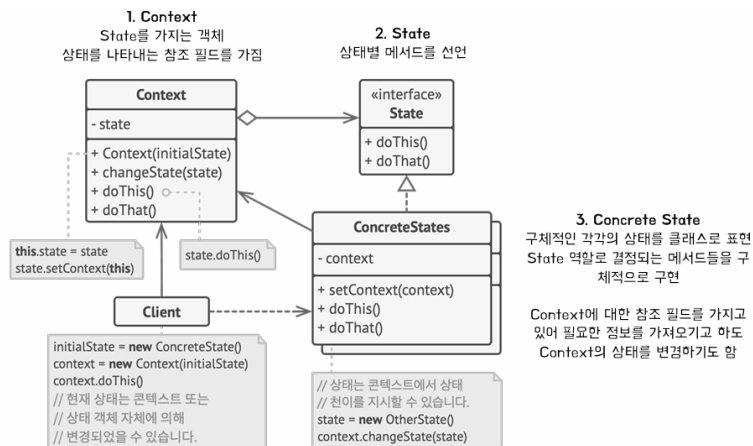 1. Context
State를 가지는 객체
상태를 나타내는 참조 필드를 가짐
2. State
상태별 메서드를 선언
Context
- state
+ Context(initialState)
+ changeState(state)
+ doThis()
+ doThat()
«interface»
State
+ doThis()
+ doThat()
this.state = state
state.setContext(this)
state.doThis()
ConcreteStates
- context
+ setContext(context)
+ doThis()
+ doThat()
3. Concrete State
구체적인 각각의 상태를 클래스로 표현
State 역할로 결정되는 메서드들을 구
체적으로 구현
Context에 대한 참조 필드를 가지고
있어 필요한 정보를 가져오기고 하도
Context의 상태를 변경하기도 함
Client
initialState = new ConcreteState()
context = new Context(initialState)
context.doThis()
// 현재 상태는 콘텍스트 또는
// 상태 객체 자체에 의해
// 변경되었을 수 있습니다.
// 상태는 콘텍스트에서 상태
// 천이를 지시할 수 있습니다.
state = new OtherState()
context.changeState(state)